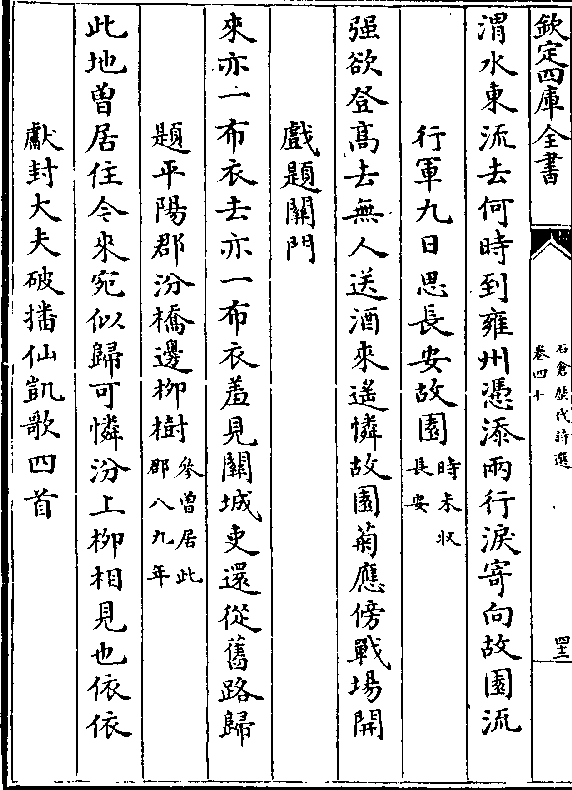 欽定四庫全書
石倉歷代詩選
卷四十
四十三
渭水東流去何時到雍州憑添兩行淚寄向故園流
行軍九日思長安故園時未収
長安
强欲登高去無人送酒來遥憐故園菊應傍戰場開
戲題關門
來亦一布衣去亦一布衣羞見關城吏還從舊路歸
題平陽郡汾橋邊柳樹參曽居此
郡八九年
此地曽居住今來宛似歸可憐汾上柳相見也依依
獻封大夫破播仙凱歌四首